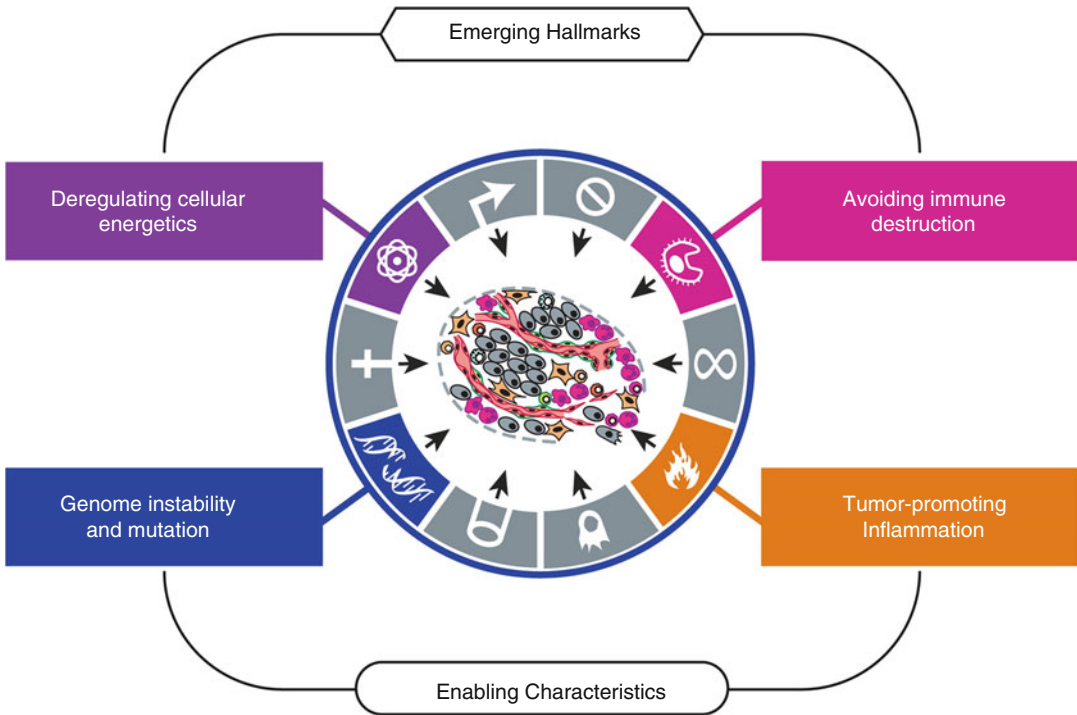 Emerging Hallmarks
Deregulating cellular
energetics
Avoiding immune
destruction
Genome instability
and mutation
Tumor-promoting
Inflammation
Enabling Characteristics